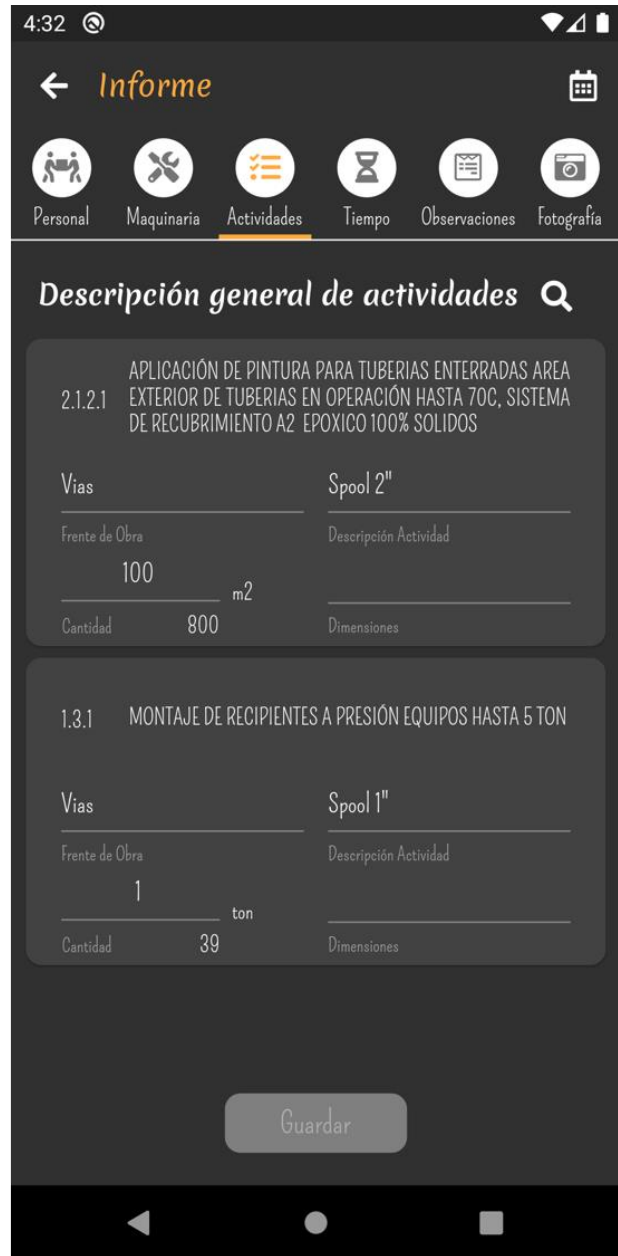 4:32
Informe
Personal Maquinaria Actividades Tiempo Observaciones Fotografía
Descripción general de actividades
2.1.2.1
APLICACIÓN DE PINTURA PARA TUBERIAS ENTERRADAS AREA
EXTERIOR DE TUBERIAS EN OPERACIÓN HASTA 70C, SISTEMA
DE RECUBRIMIENTO A2 EPOXICO 100% SOLIDOS
Vias Spool 2"
Frente de Obra Descripción Actividad
100 m2
Cantidad 800 Dimensiones
1.3.1 MONTAJE DE RECIPIENTES A PRESIÓN EQUIPOS HASTA 5 TON
Vias Spool 1"
Frente de Obra Descripción Actividad
1 ton
Cantidad 39 Dimensiones
Guardar